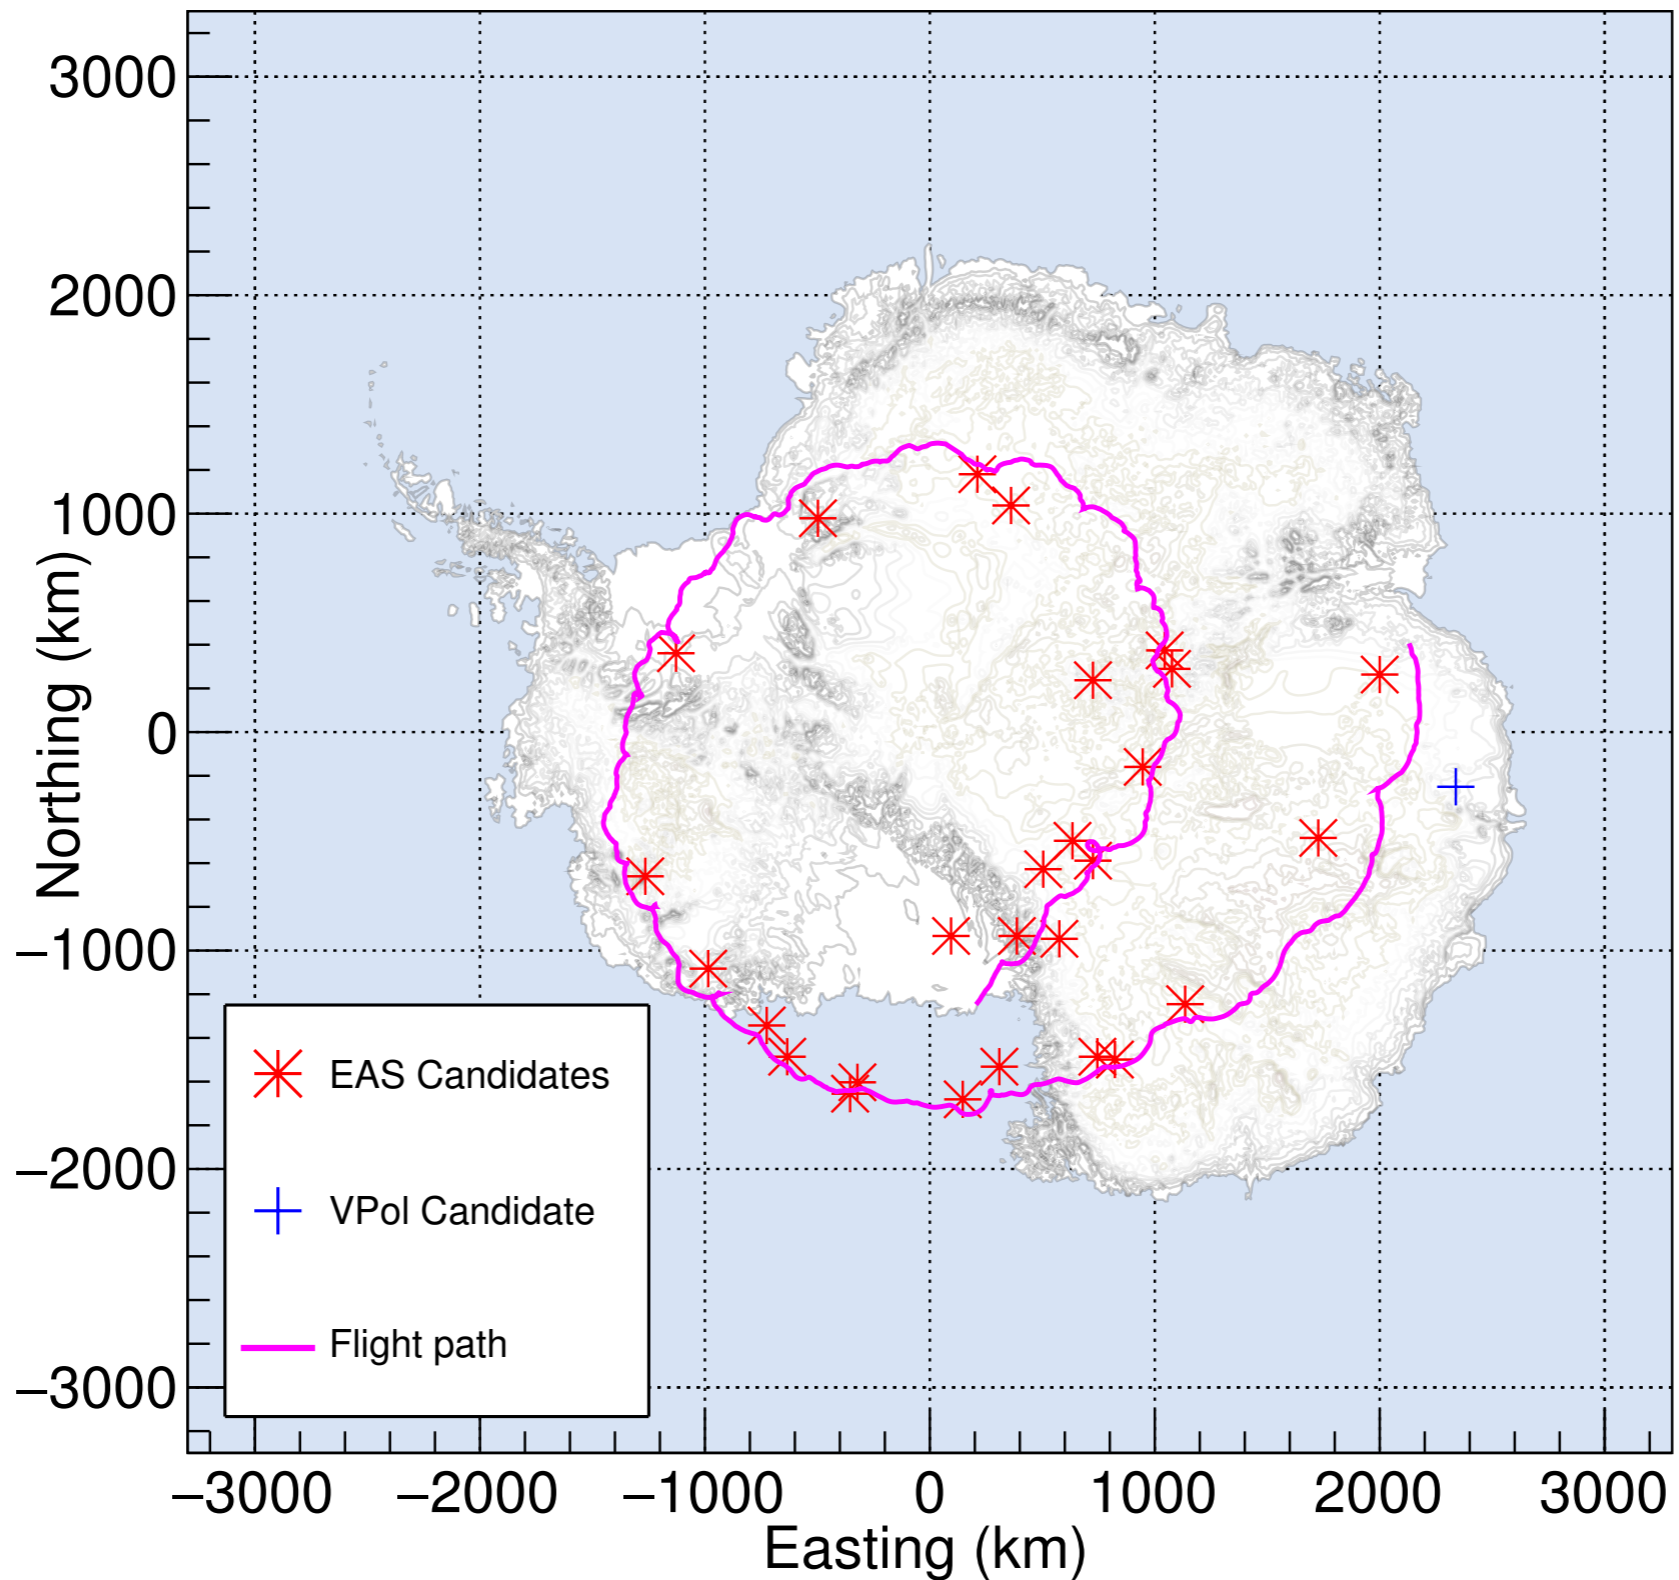 3000
2000
1000
0
−1000
−2000
−3000
Northing (km)
EAS Candidates
VPol Candidate
Flight path
−3000 −2000 −1000 0 1000 2000 3000
Easting (km)